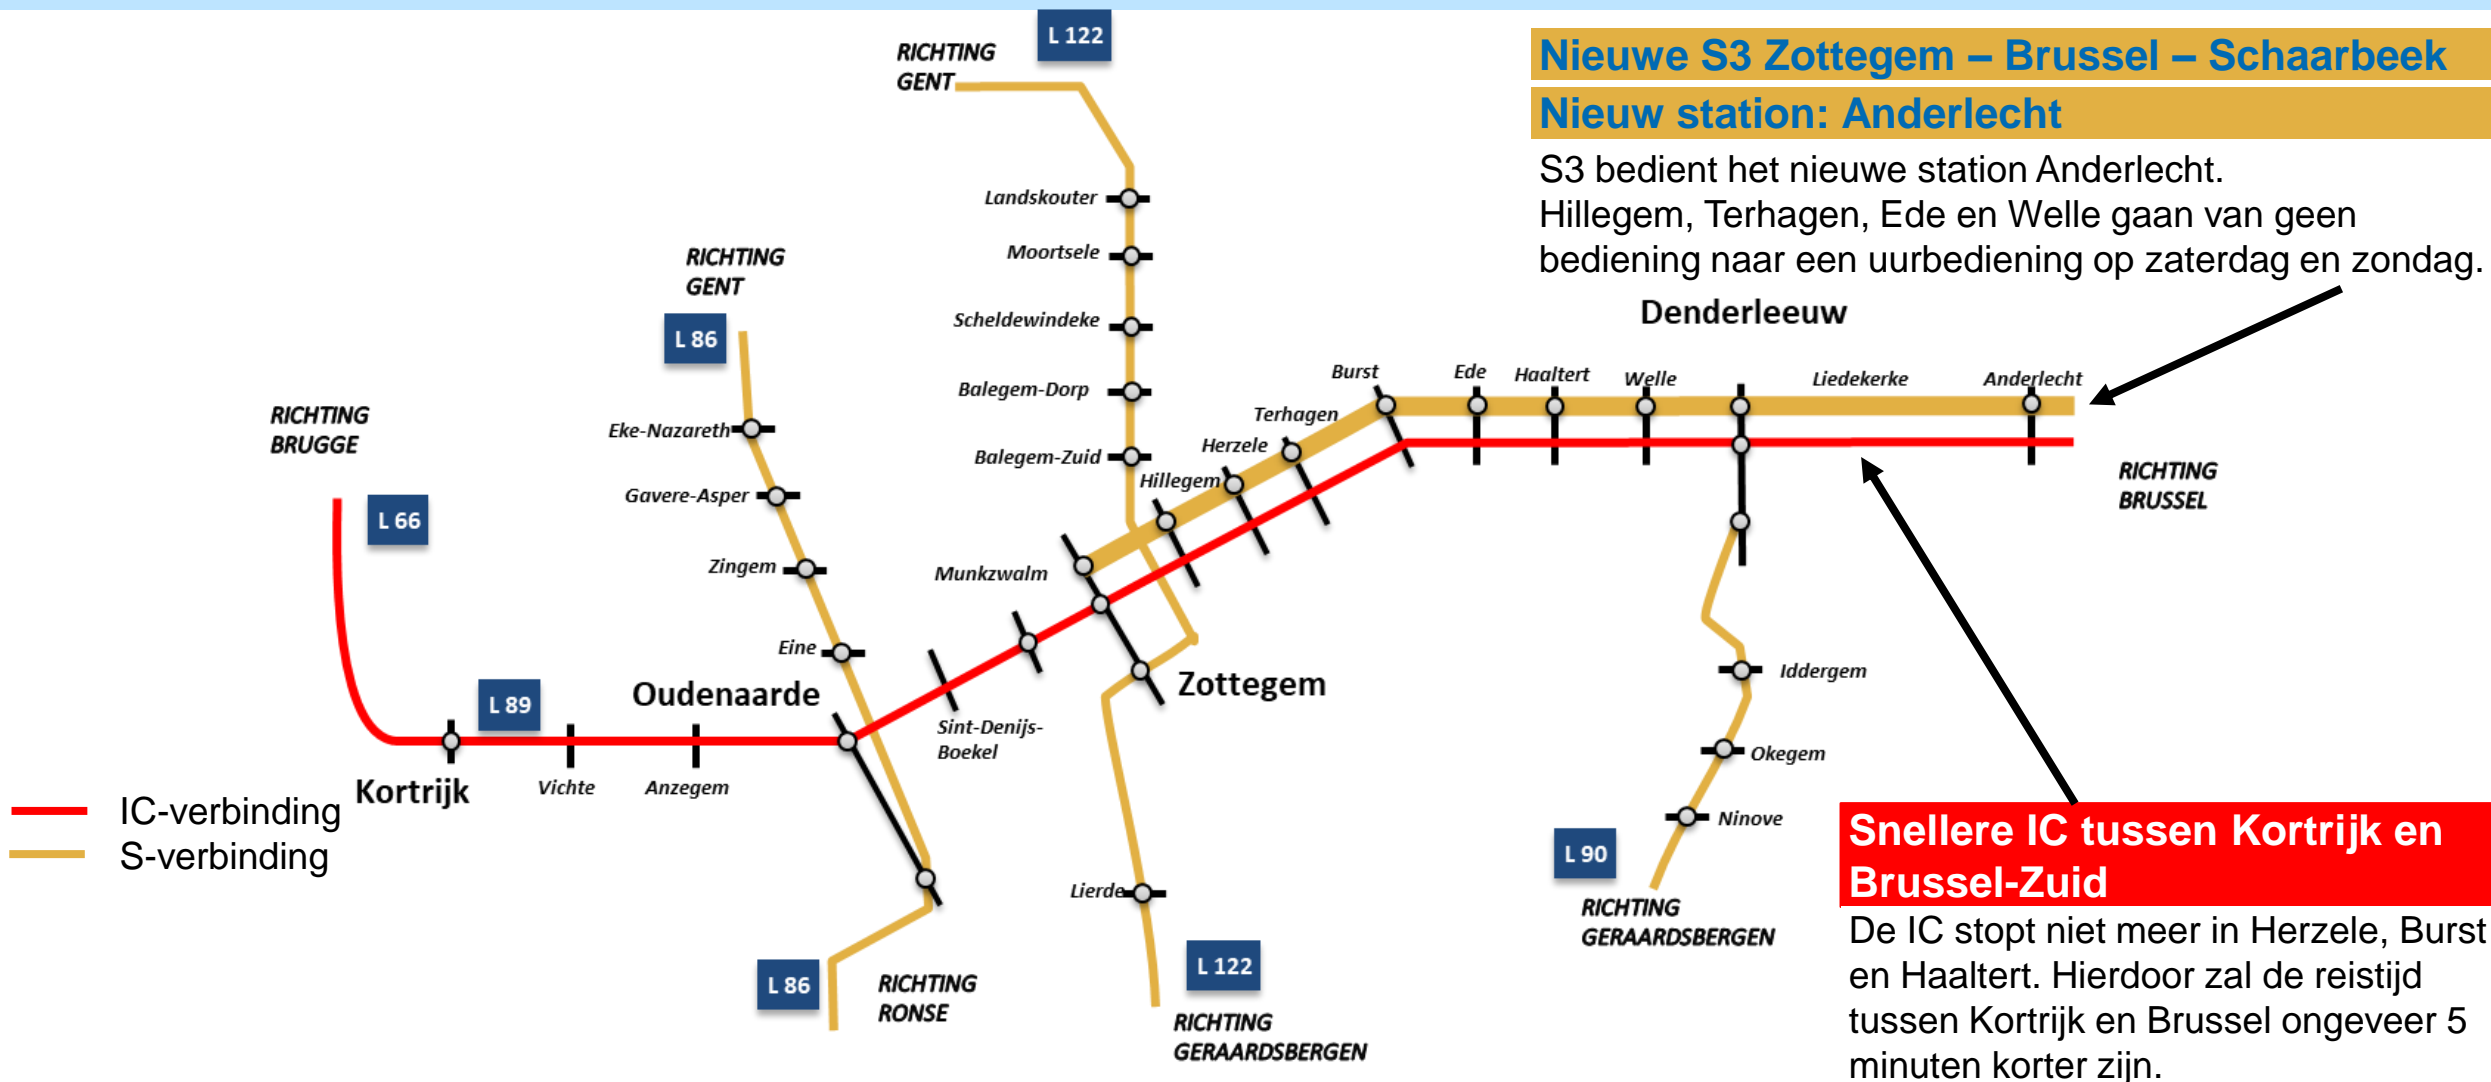 L 122
RICHTING
GENT
Nieuwe S3 Zottegem – Brussel – Schaarbeek
Nieuw station: Anderlecht
S3 bedient het nieuwe station Anderlecht.
Hillegem, Terhagen, Ede en Welle gaan van geen
bediening naar een uurbediening op zaterdag en zondag.
Landskouter
Moortsele
Scheldewindeke
Balegem-Dorp
Balegem-Zuid
RICHTING
GENT
L 86
Eke-Nazareth
Gavere-Asper
Zingem
Eine
RICHTING
BRUGGE
L 66
Denderleeuw
Burst
Ede
Haaltert
Welle
Liedekerke
Anderlecht
Terhagen
Herzele
Hillegem
Munkzwalm
RICHTING
BRUSSEL
Zottegem
Oudenaarde
Sint-Denijs-
Boekel
L 89
Kortrijk
Vichte
Anzegem
IC-verbinding
S-verbinding
Iddergem
Okegem
Ninove
L 90
RICHTING
GERAARDSBERGEN
Lierde
L 122
RICHTING
GERAARDSBERGEN
L 86
RICHTING
RONSE
Snellere IC tussen Kortrijk en
Brussel-Zuid
De IC stopt niet meer in Herzele, Burst
en Haaltert. Hierdoor zal de reistijd
tussen Kortrijk en Brussel ongeveer 5
minuten korter zijn.